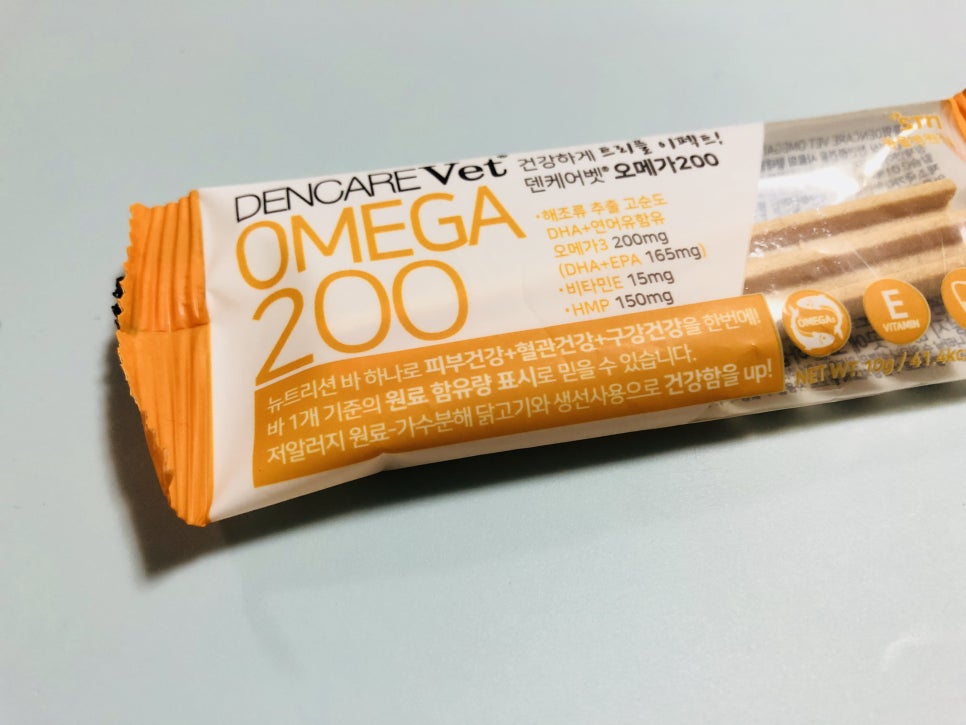 DENCARE Vet
OMEGA
200
건강하게 트리플 이펙트!
덴케어벳® 오메가200
·해조류 추출 고순도
DHA+연어유함유
오메가3 200mg
(DHA+EPA 165mg)
·비타민E 15mg
·HMP 150mg
뉴트리션 바 하나로 피부건강+혈관건강+구강건강을 한번에!
바 1개 기준의 원료 함유량 표시로 믿을 수 있습니다.
저알러지 원료-가수분해 닭고기와 생선사용으로 건강함을 up!
OMEGA3
E
VITAMIN
NET WT. 10g / 41.4kc